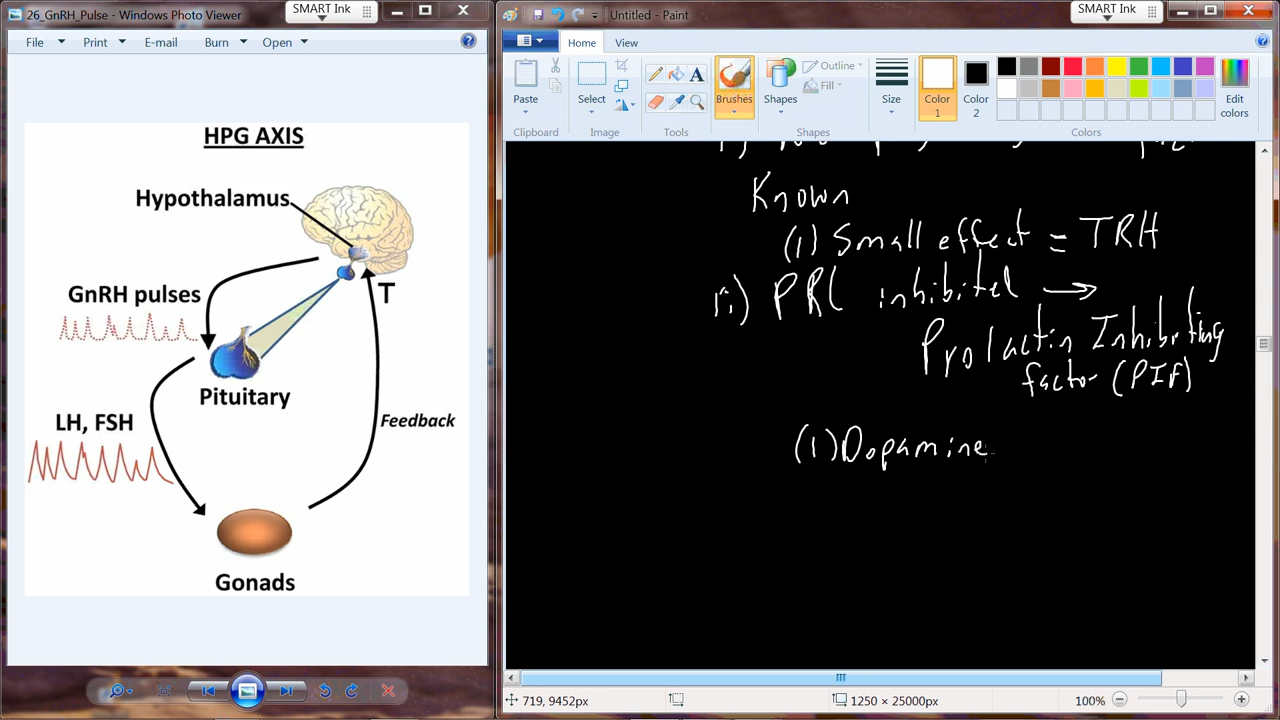 26_GnRH_Pulse - Windows Photo Viewer
SMART Ink
File Print E-mail Burn Open
HPG AXIS
Hypothalamus
GnRH pulses
T
Pituitary
LH, FSH
Feedback
Gonads
Untitled - Paint
SMART Ink
Home View
Paste
Select
Brushes
Shapes
Outline
Fill
Size
Color 1
Color 2
Edit colors
Clipboard Image Tools Shapes Colors
Known
(1) Small effect = TRH
ii) PRL inhibited →
Prolactin Inhibiting
factor (PIF)
(1) Dopamine
719, 9452px
1250 × 25000px
100%